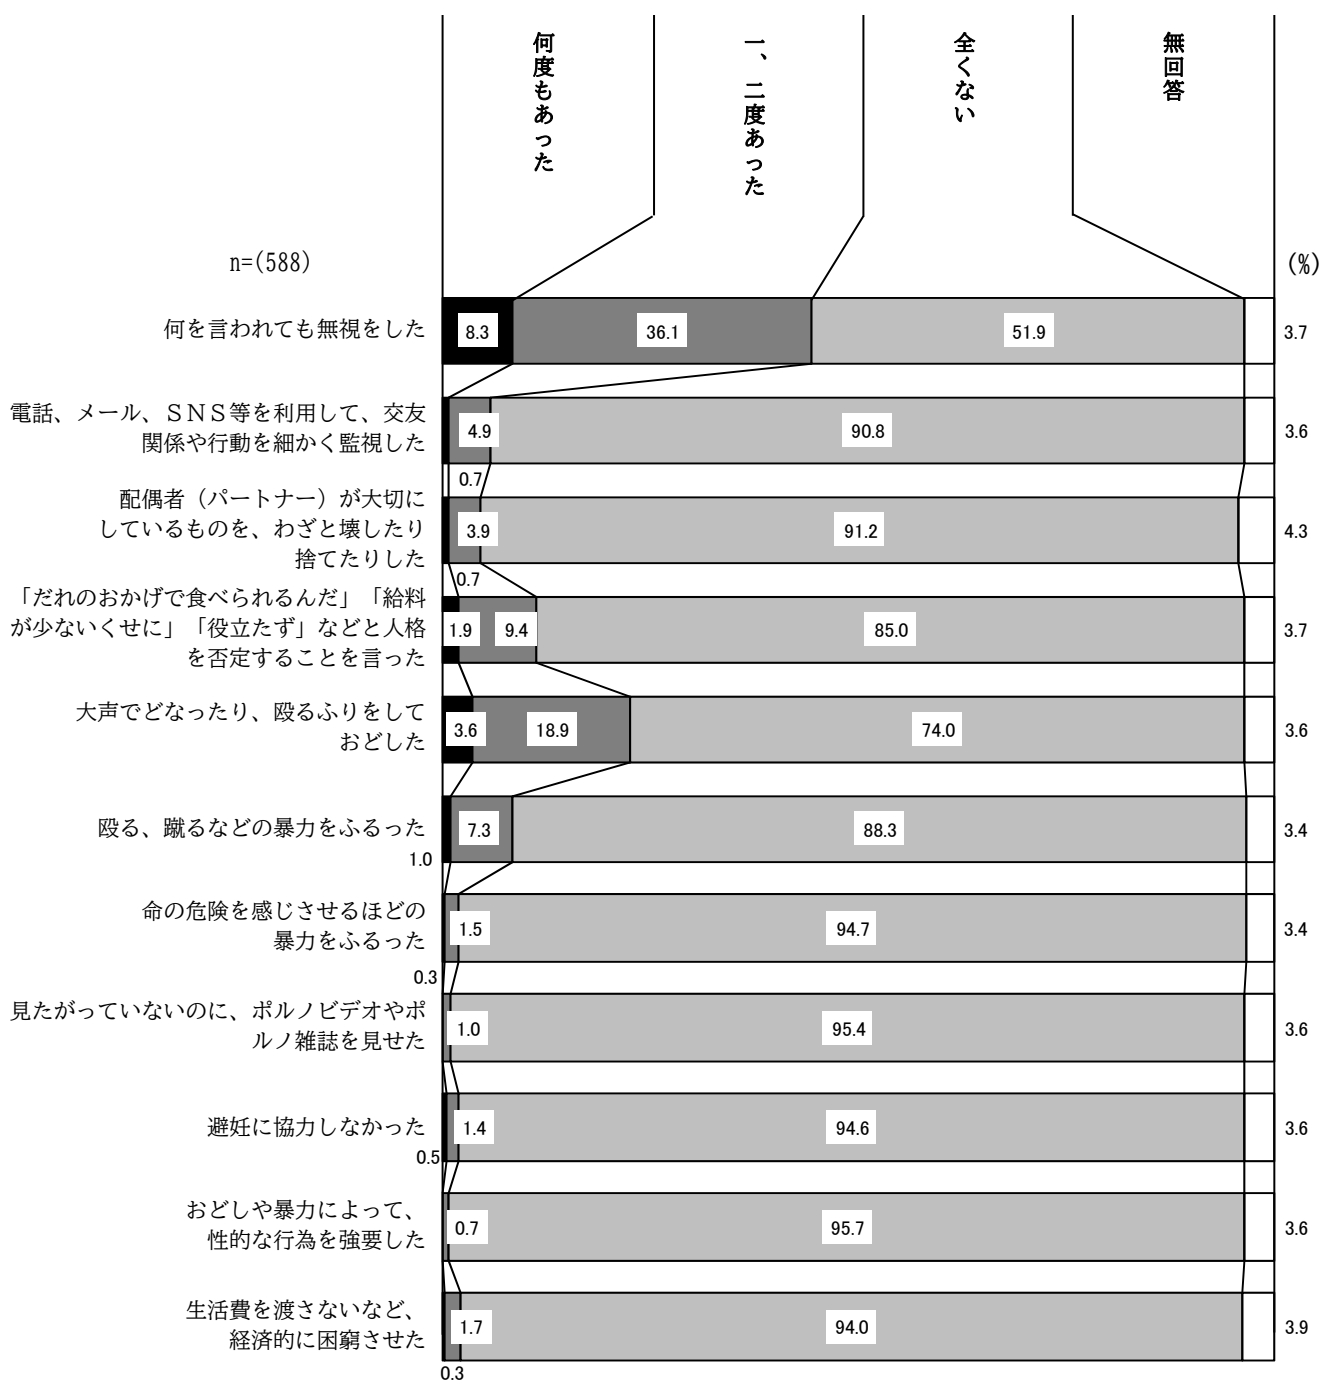 何度もあった
一、二度あった
全くない
無回答
n=(588)
(%)
何を言われても無視をした
8.3
36.1
51.9
3.7
電話、メール、ＳＮＳ等を利用して、交友
関係や行動を細かく監視した
4.9
90.8
3.6
0.7
配偶者（パートナー）が大切に
しているものを、わざと壊したり
捨てたりした
3.9
91.2
4.3
0.7
「だれのおかげで食べられるんだ」「給料
が少ないくせに」「役立たず」などと人格
を否定することを言った
1.9
9.4
85.0
3.7
大声でどなったり、殴るふりをして
おどした
3.6
18.9
74.0
3.6
殴る、蹴るなどの暴力をふるった
7.3
88.3
3.4
1.0
命の危険を感じさせるほどの
暴力をふるった
1.5
94.7
3.4
0.3
見たがっていないのに、ポルノビデオやポ
ルノ雑誌を見せた
1.0
95.4
3.6
避妊に協力しなかった
1.4
94.6
3.6
0.5
おどしや暴力によって、
性的な行為を強要した
0.7
95.7
3.6
生活費を渡さないなど、
経済的に困窮させた
1.7
94.0
3.9
0.3